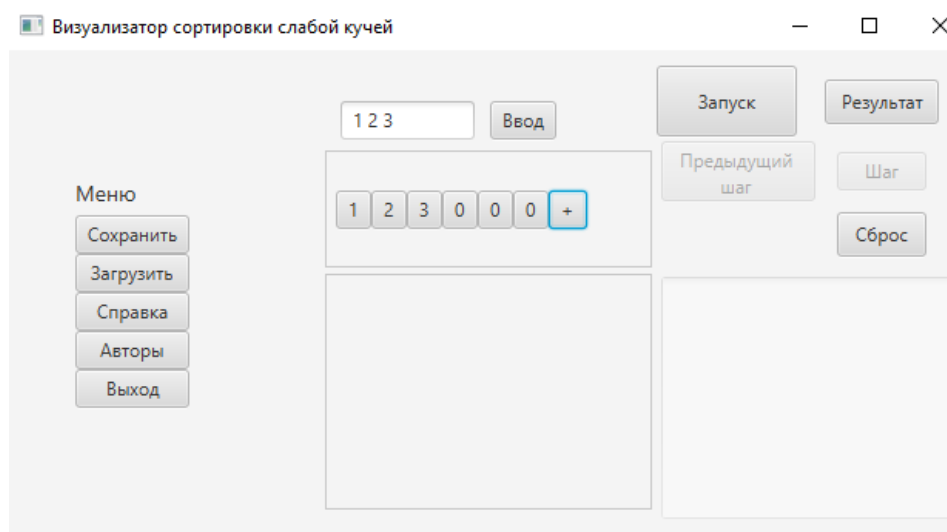 Визуализатор сортировки слабой кучей
1 2 3
Ввод
Запуск
Результат
Предыдущий
шаг
Шаг
Сброс
1 2 3 0 0 0 +
Меню
Сохранить
Загрузить
Справка
Авторы
Выход